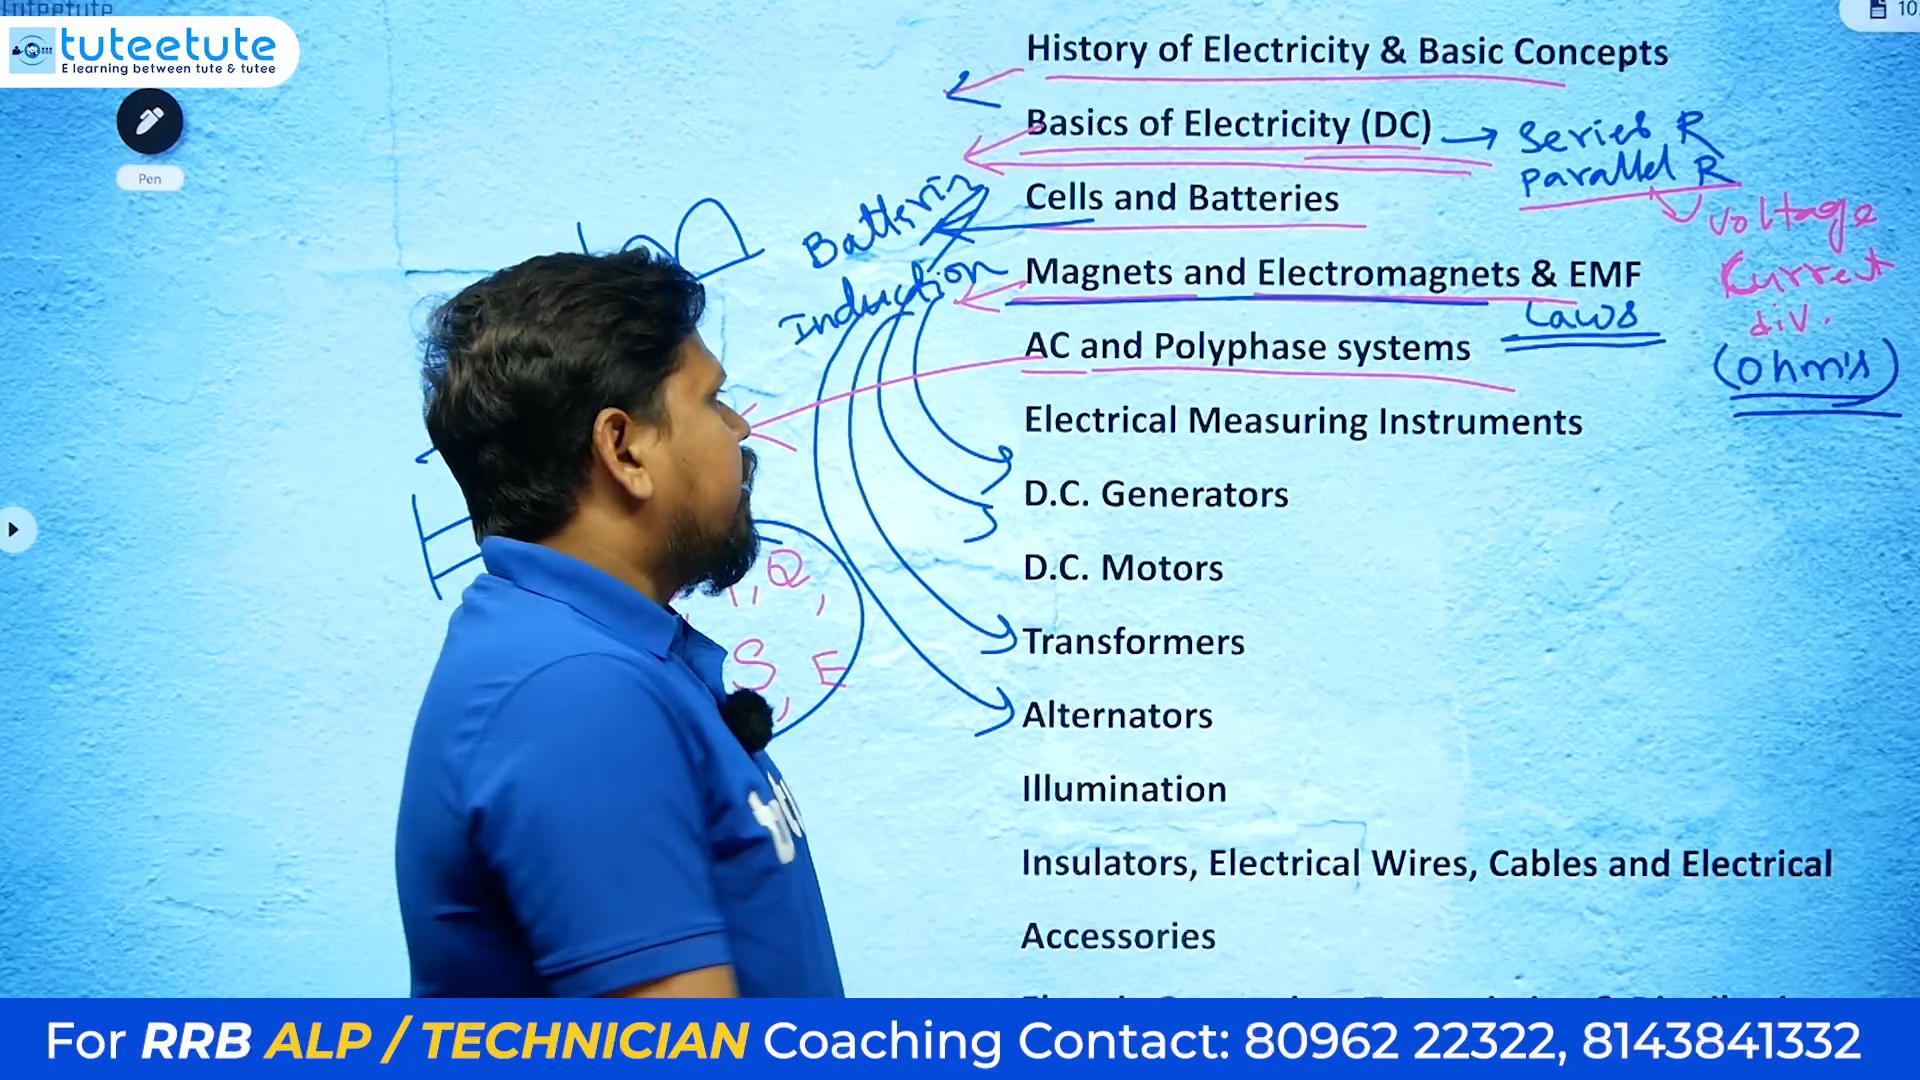 tuteetute
E learning between tute & tutee
Pen
10
History of Electricity & Basic Concepts
Basics of Electricity (DC)
Series R
Parallel R
Cells and Batteries
Voltage
Current
div.
(Ohm's)
Batteries
Induction
Magnets and Electromagnets & EMF
Laws
AC and Polyphase systems
Electrical Measuring Instruments
D.C. Generators
D.C. Motors
, Q,
S, E
Transformers
Alternators
Illumination
Insulators, Electrical Wires, Cables and Electrical
Accessories
For RRB ALP / TECHNICIAN Coaching Contact: 80962 22322, 8143841332